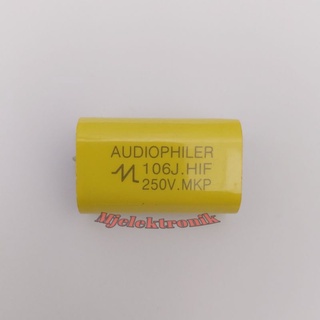 AUDIOPHILER
106J.HIF
250V.MKP
Mjelektronik